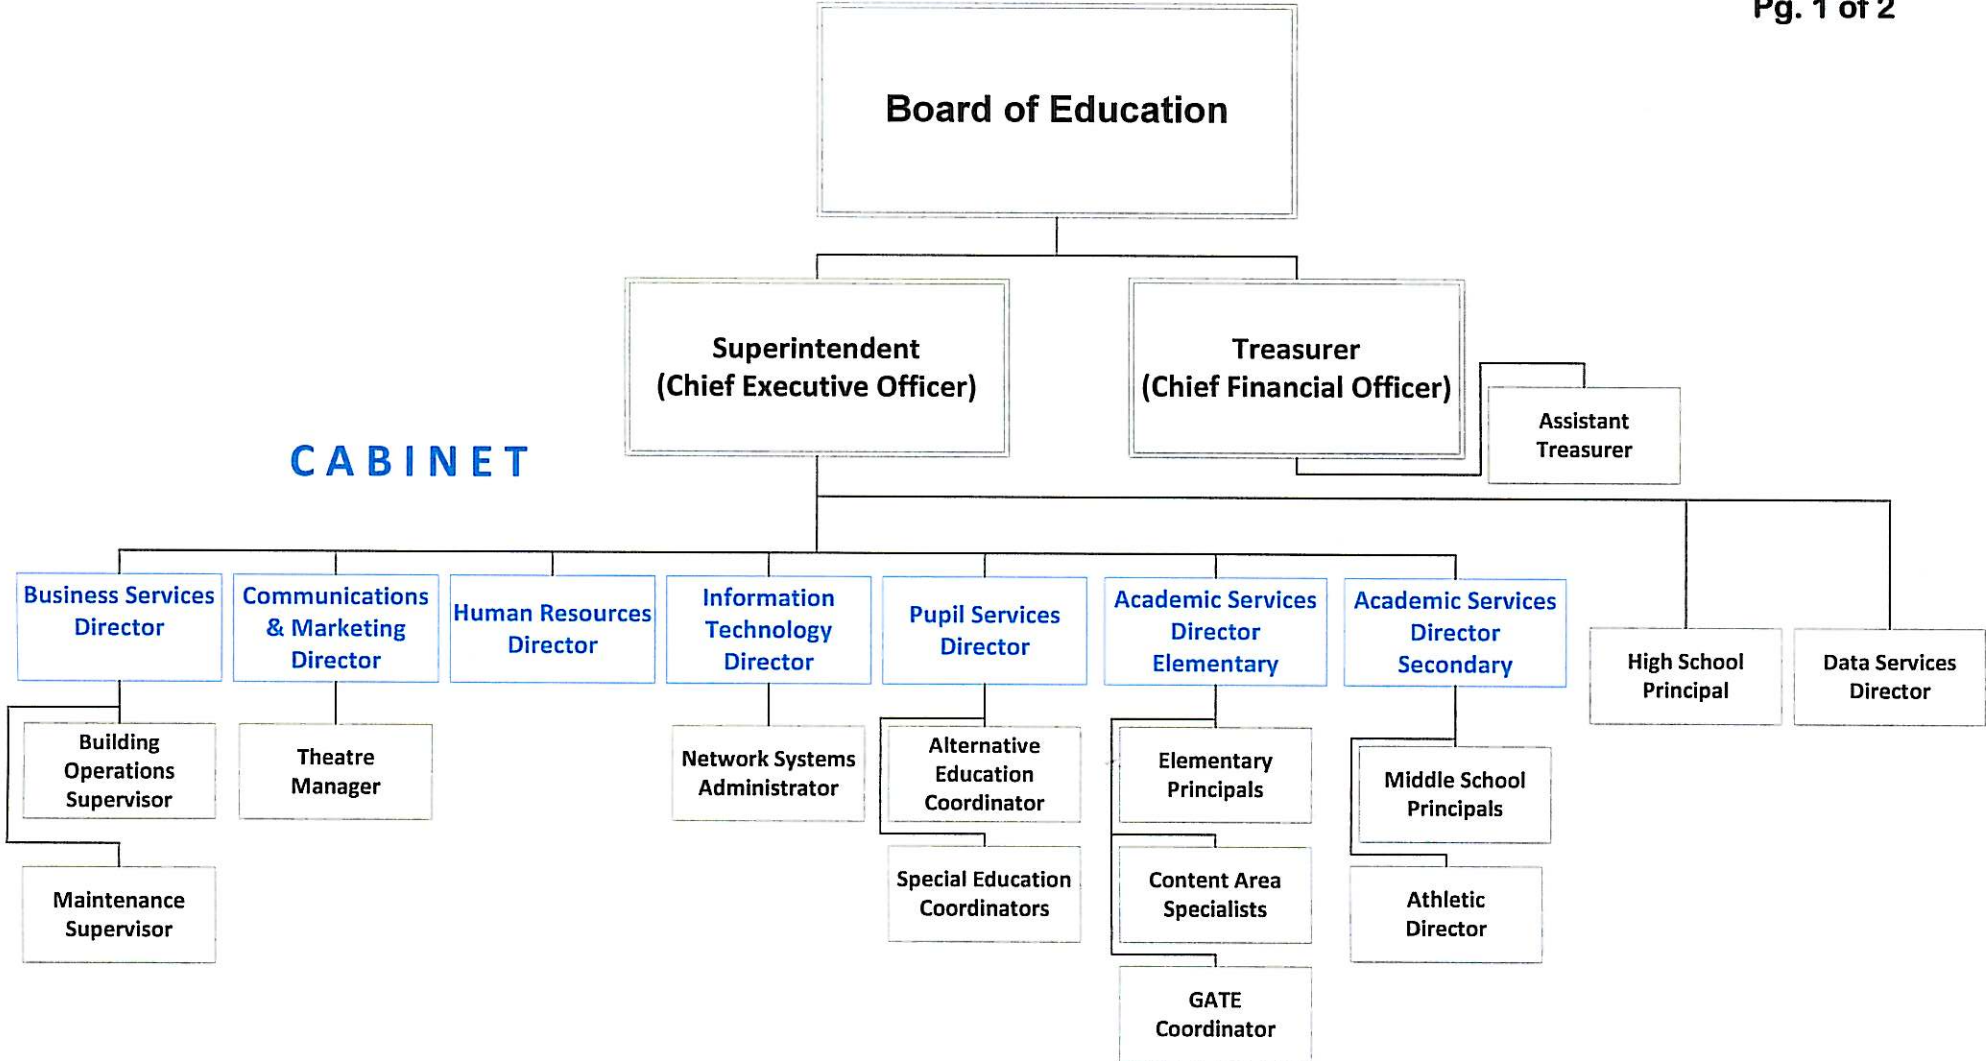 Pg. 1 of 2
Board of Education
Superintendent
(Chief Executive Officer)
Treasurer
(Chief Financial Officer)
Assistant
Treasurer
CABINET
Business Services
Director
Communications
& Marketing
Director
Human Resources
Director
Information
Technology
Director
Pupil Services
Director
Academic Services
Director
Elementary
Academic Services
Director
Secondary
High School
Principal
Data Services
Director
Building
Operations
Supervisor
Theatre
Manager
Network Systems
Administrator
Alternative
Education
Coordinator
Elementary
Principals
Middle School
Principals
Maintenance
Supervisor
Special Education
Coordinators
Content Area
Specialists
Athletic
Director
GATE
Coordinator